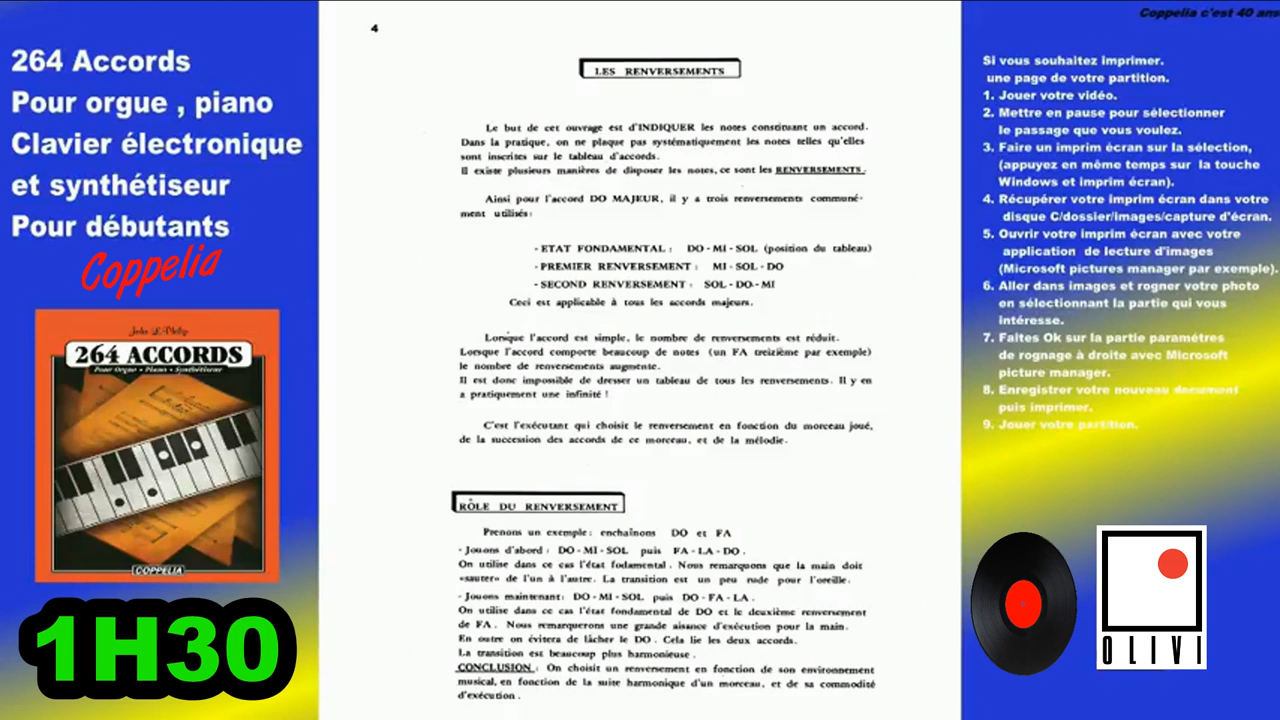 264 Accords
Pour orgue , piano
Clavier électronique
et synthétiseur
Pour débutants
Coppelia
264 ACCORDS
Pour Orgue • Piano • Synthétiseur
COPPELIA
1H30
4
LES RENVERSEMENTS
Le but de cet ouvrage est d'INDIQUER les notes constituant un accord.
Dans la pratique, on ne plaque pas systématiquement les notes telles qu'elles
sont inscrites sur le tableau d'accords.
Il existe plusieurs manières de disposer les notes, ce sont les RENVERSEMENTS.
Ainsi pour l'accord DO MAJEUR, il y a trois renversements communé-
ment utilisés:
- ETAT FONDAMENTAL : DO - MI - SOL (position du tableau)
- PREMIER RENVERSEMENT : MI - SOL - DO
- SECOND RENVERSEMENT : SOL - DO - MI
Ceci est applicable à tous les accords majeurs.
Lorsque l'accord est simple, le nombre de renversements est réduit.
Lorsque l'accord comporte beaucoup de notes (un FA treizième par exemple)
le nombre de renversements augmente.
Il est donc impossible de dresser un tableau de tous les renversements. Il y en
a pratiquement une infinité !
C'est l'exécutant qui choisit le renversement en fonction du morceau joué,
de la succession des accords de ce morceau, et de la mélodie.
RÔLE DU RENVERSEMENT
Prenons un exemple : enchaînons DO et FA
- Jouons d'abord : DO - MI - SOL puis FA - LA - DO .
On utilise dans ce cas l'état fodamental . Nous remarquons que la main doit
«sauter» de l'un à l'autre. La transition est un peu rude pour l'oreille.
- Jouons maintenant: DO - MI - SOL puis DO - FA - LA .
On utilise dans ce cas l'état fondamental de DO et le deuxième renversement
de FA . Nous remarquerons une grande aisance d'exécution pour la main.
En outre on évitera de lâcher le DO . Cela lie les deux accords.
La transition est beaucoup plus harmonieuse .
CONCLUSION : On choisit un renversement en fonction de son environnement
musical, en fonction de la suite harmonique d'un morceau, et de sa commodité
d'exécution .
Coppelia c'est 40 ans
Si vous souhaitez imprimer.
une page de votre partition.
1. Jouer votre vidéo.
2. Mettre en pause pour sélectionner
le passage que vous voulez.
3. Faire un imprim écran sur la sélection,
(appuyez en même temps sur la touche
Windows et imprim écran).
4. Récupérer votre imprim écran dans votre
disque C/dossier/images/capture d'écran.
5. Ouvrir votre imprim écran avec votre
application de lecture d'images
(Microsoft pictures manager par exemple).
6. Aller dans images et rogner votre photo
en sélectionnant la partie qui vous
intéresse.
7. Faites Ok sur la partie paramétres
de rognage à droite avec Microsoft
picture manager.
8. Enregistrer votre nouveau document
puis imprimer.
9. Jouer votre partition.
OLIVI